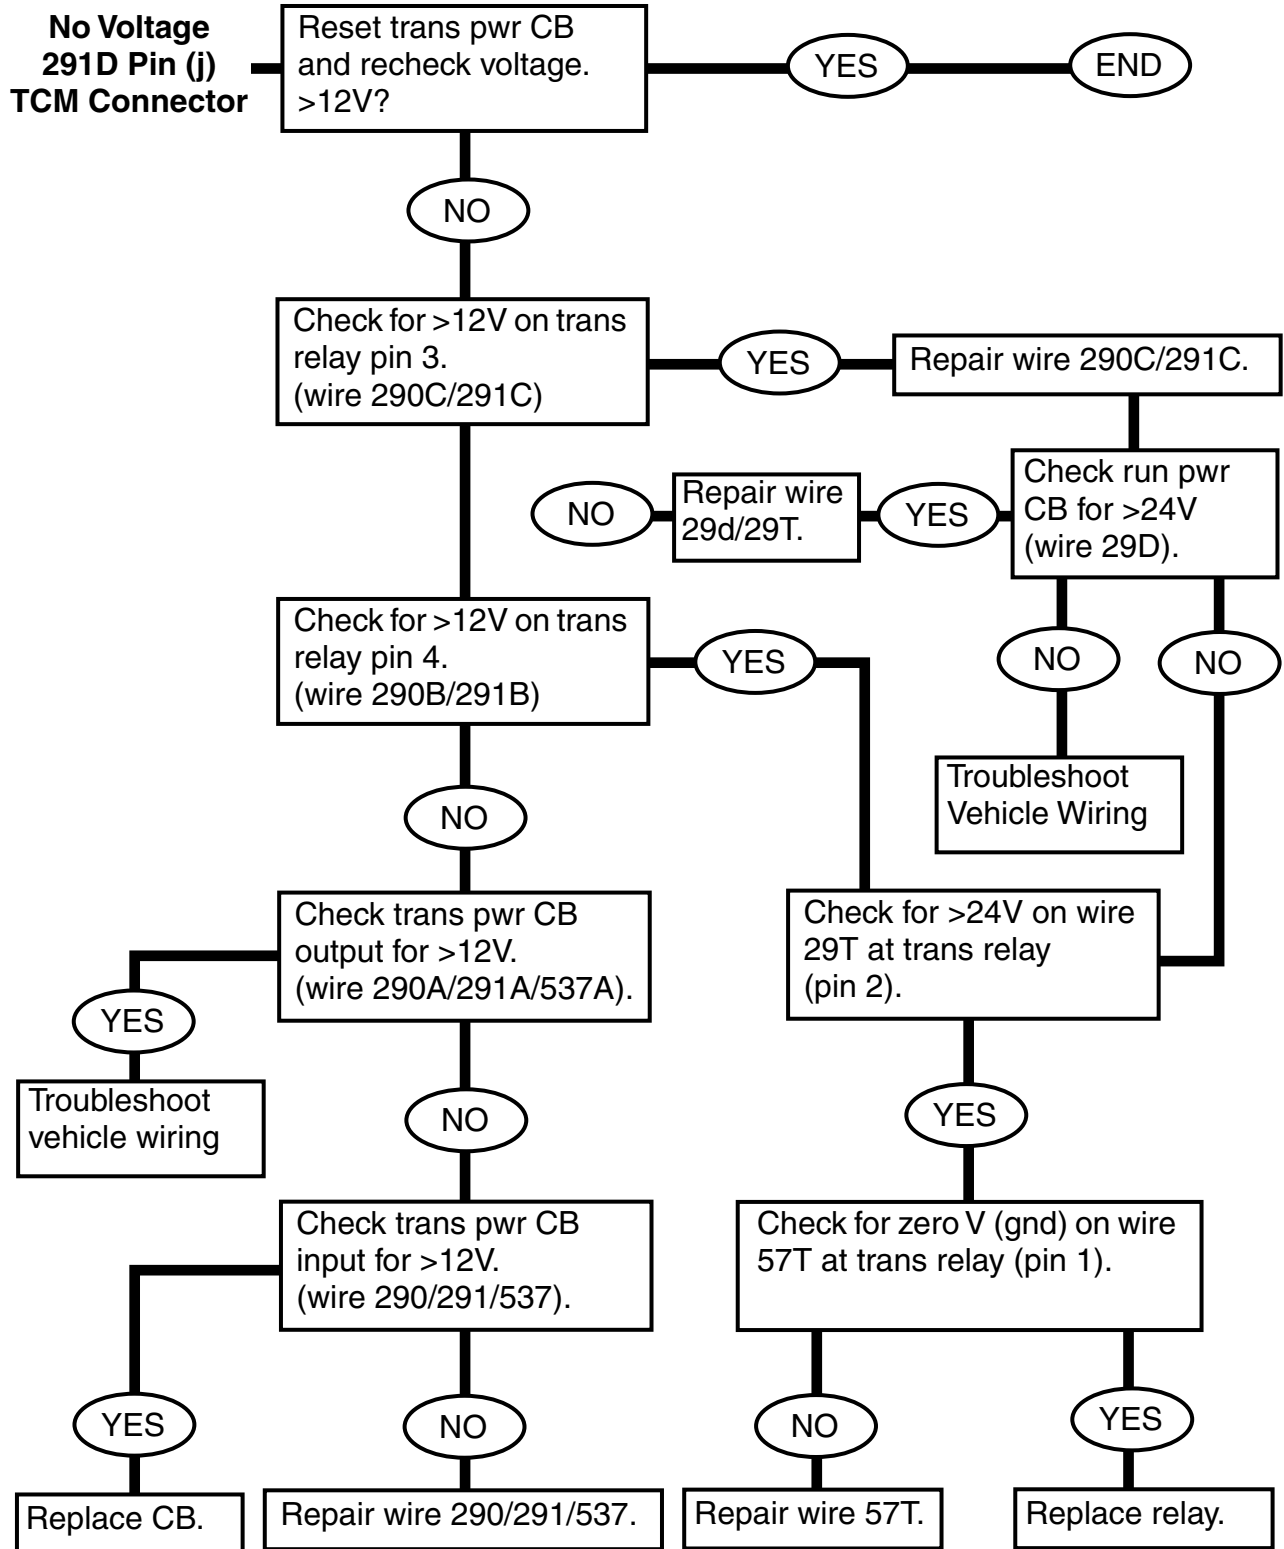 No Voltage
291D Pin (j)
TCM Connector
Reset trans pwr CB
and recheck voltage.
>12V?
YES
END
NO
Check for >12V on trans
relay pin 3.
(wire 290C/291C)
YES
Repair wire 290C/291C.
Check run pwr
CB for >24V
(wire 29D).
YES
Repair wire
29d/29T.
NO
NO
NO
Troubleshoot
Vehicle Wiring
Check for >12V on trans
relay pin 4.
(wire 290B/291B)
YES
NO
Check for >24V on wire
29T at trans relay
(pin 2).
Check trans pwr CB
output for >12V.
(wire 290A/291A/537A).
YES
Troubleshoot
vehicle wiring
NO
YES
Check trans pwr CB
input for >12V.
(wire 290/291/537).
Check for zero V (gnd) on wire
57T at trans relay (pin 1).
YES
NO
NO
YES
Replace CB.
Repair wire 290/291/537.
Repair wire 57T.
Replace relay.